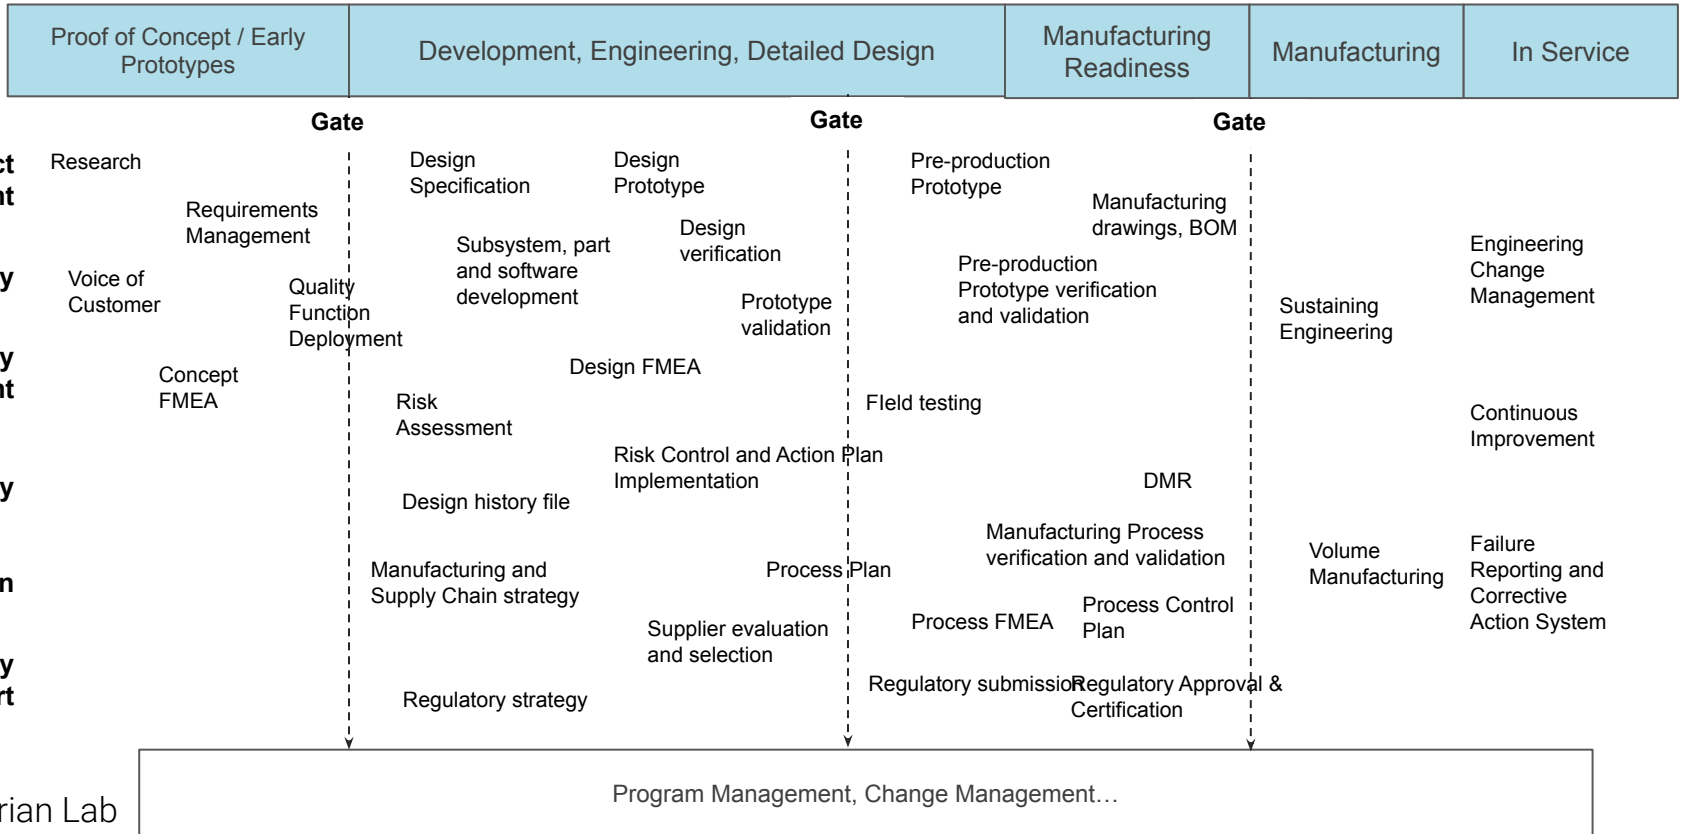 Proof of Concept / Early
Prototypes
Development, Engineering, Detailed Design
Manufacturing
Readiness
Manufacturing
In Service
Gate
Gate
Gate
ct
nt
Research
Requirements
Management
Design
Specification
Design
Prototype
Design
verification
Subsystem, part
and software
development
Pre-production
Prototype
Manufacturing
drawings, BOM
Engineering
Change
Management
y
Voice of
Customer
Quality
Function
Deployment
Prototype
validation
Pre-production
Prototype verification
and validation
Sustaining
Engineering
y
nt
Concept
FMEA
Design FMEA
Risk
Assessment
FIeld testing
Continuous
Improvement
Risk Control and Action Plan
Implementation
y
Design history file
DMR
Manufacturing Process
verification and validation
Volume
Manufacturing
Failure
Reporting and
Corrective
Action System
n
Manufacturing and
Supply Chain strategy
Process Plan
Process FMEA
Process Control
Plan
Supplier evaluation
and selection
y
rt
Regulatory strategy
Regulatory submission
Regulatory Approval &
Certification
rian Lab
Program Management, Change Management…